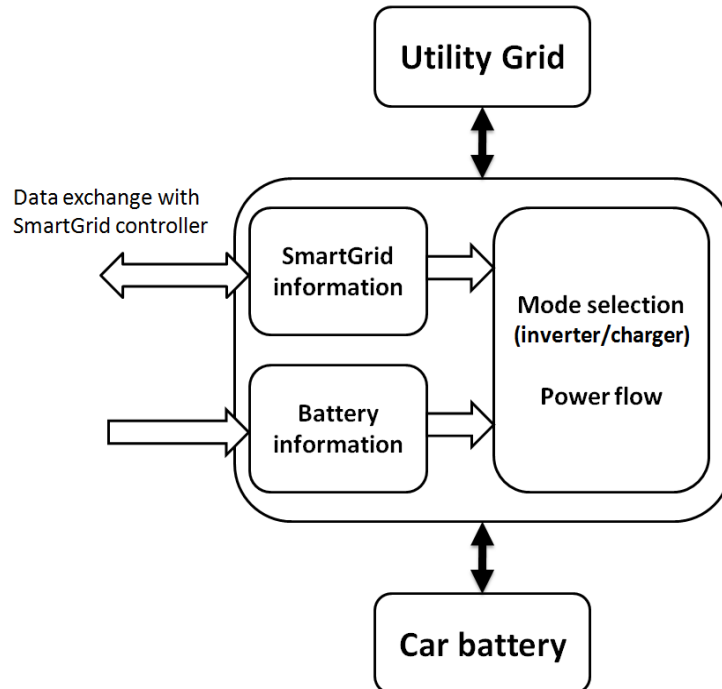 Utility Grid
Data exchange with
SmartGrid controller
SmartGrid
information
Mode selection
(inverter/charger)
Power flow
Battery
information
Car battery